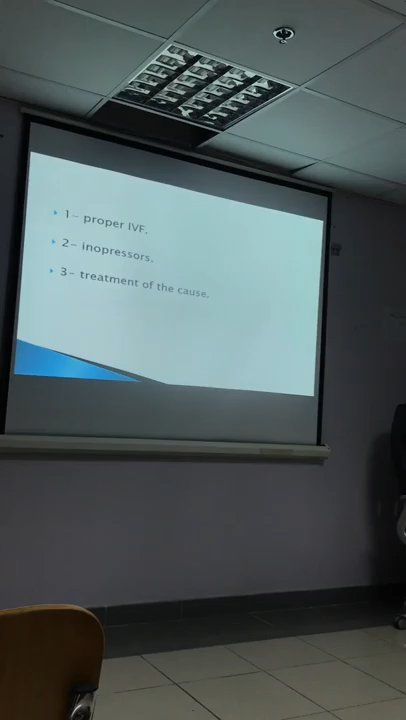 1- proper IVF.
2- inopressors.
3- treatment of the cause.